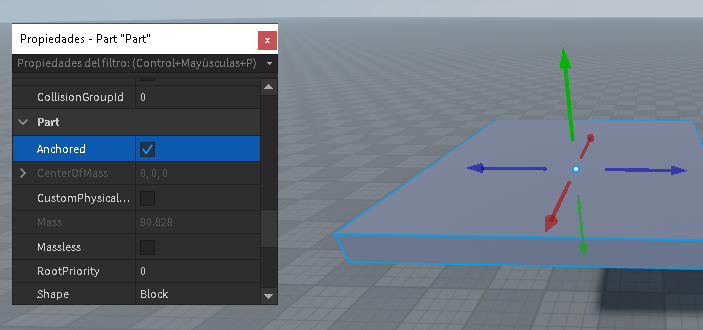 Propiedades - Part "Part"
x
Propiedades del filtro: (Control+Mayúsculas+P)
CollisionGroupId 0
Part
Anchored
CenterOfMass 0, 0, 0
CustomPhysical...
Mass 90.828
Massless
RootPriority 0
Shape Block